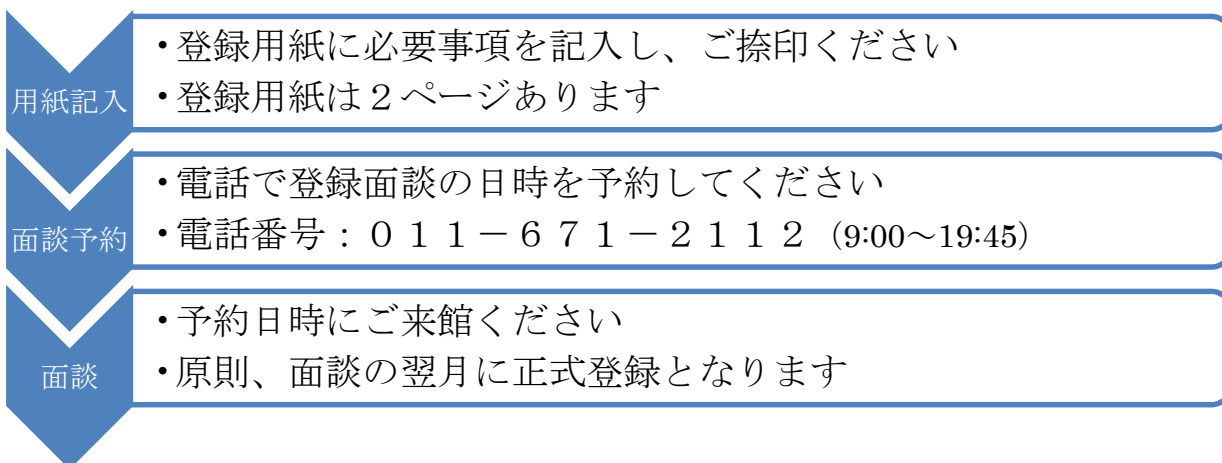 ・登録用紙に必要事項を記入し、ご捺印ください
用紙記入
・登録用紙は２ページあります
・電話で登録面談の日時を予約してください
面談予約
・電話番号：０１１－６７１－２１１２（9:00～19:45）
・予約日時にご来館ください
面談
・原則、面談の翌月に正式登録となります